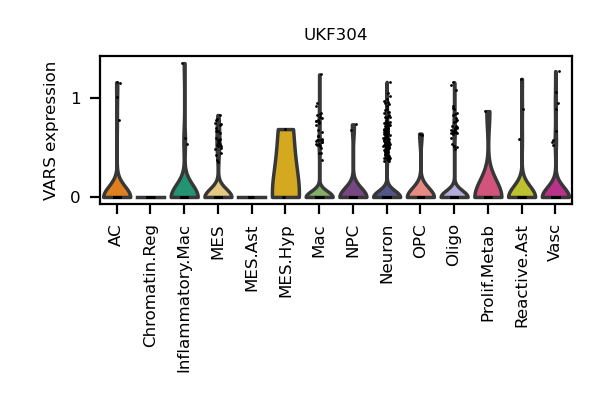 UKF304
VARS expression
1
0
AC
Chromatin.Reg
Inflammatory.Mac
MES
MES.Ast
MES.Hyp
Mac
NPC
Neuron
OPC
Oligo
Prolif.Metab
Reactive.Ast
Vasc